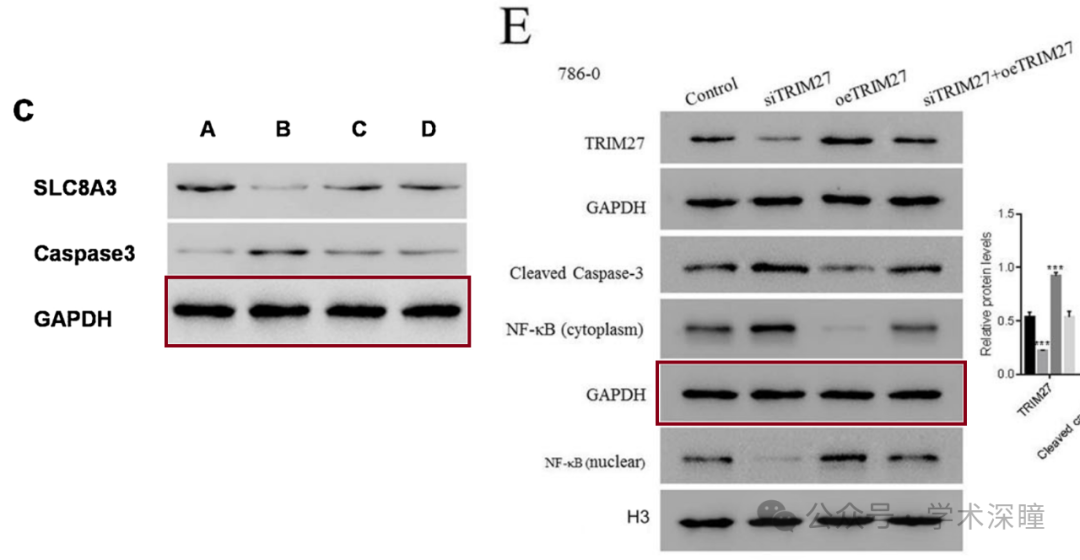 C
A B C D
SLC8A3
Caspase3
GAPDH
E
786-0
Control siTRIM27 oeTRIM27 siTRIM27+oeTRIM27
TRIM27
GAPDH
Cleaved Caspase-3
NF-κB (cytoplasm)
GAPDH
NF-κB (nuclear)
H3
Relative protein levels
1.5
1.0
0.5
0.0
***
***
TRIM27
Cleaved ca
公众号 · 学术深瞳